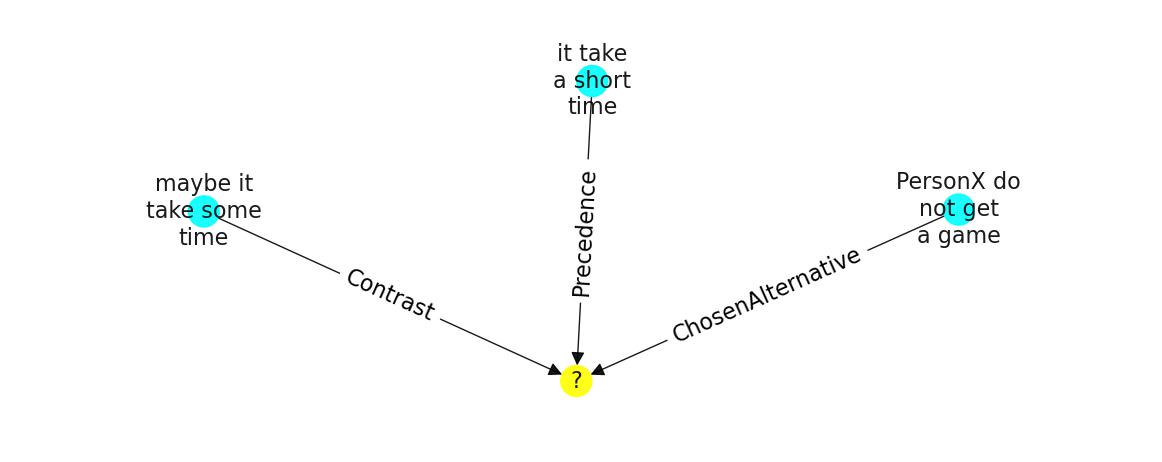 it take
a short
time
maybe it
take some
time
PersonX do
not get
a game
Precedence
Contrast
ChosenAlternative
?